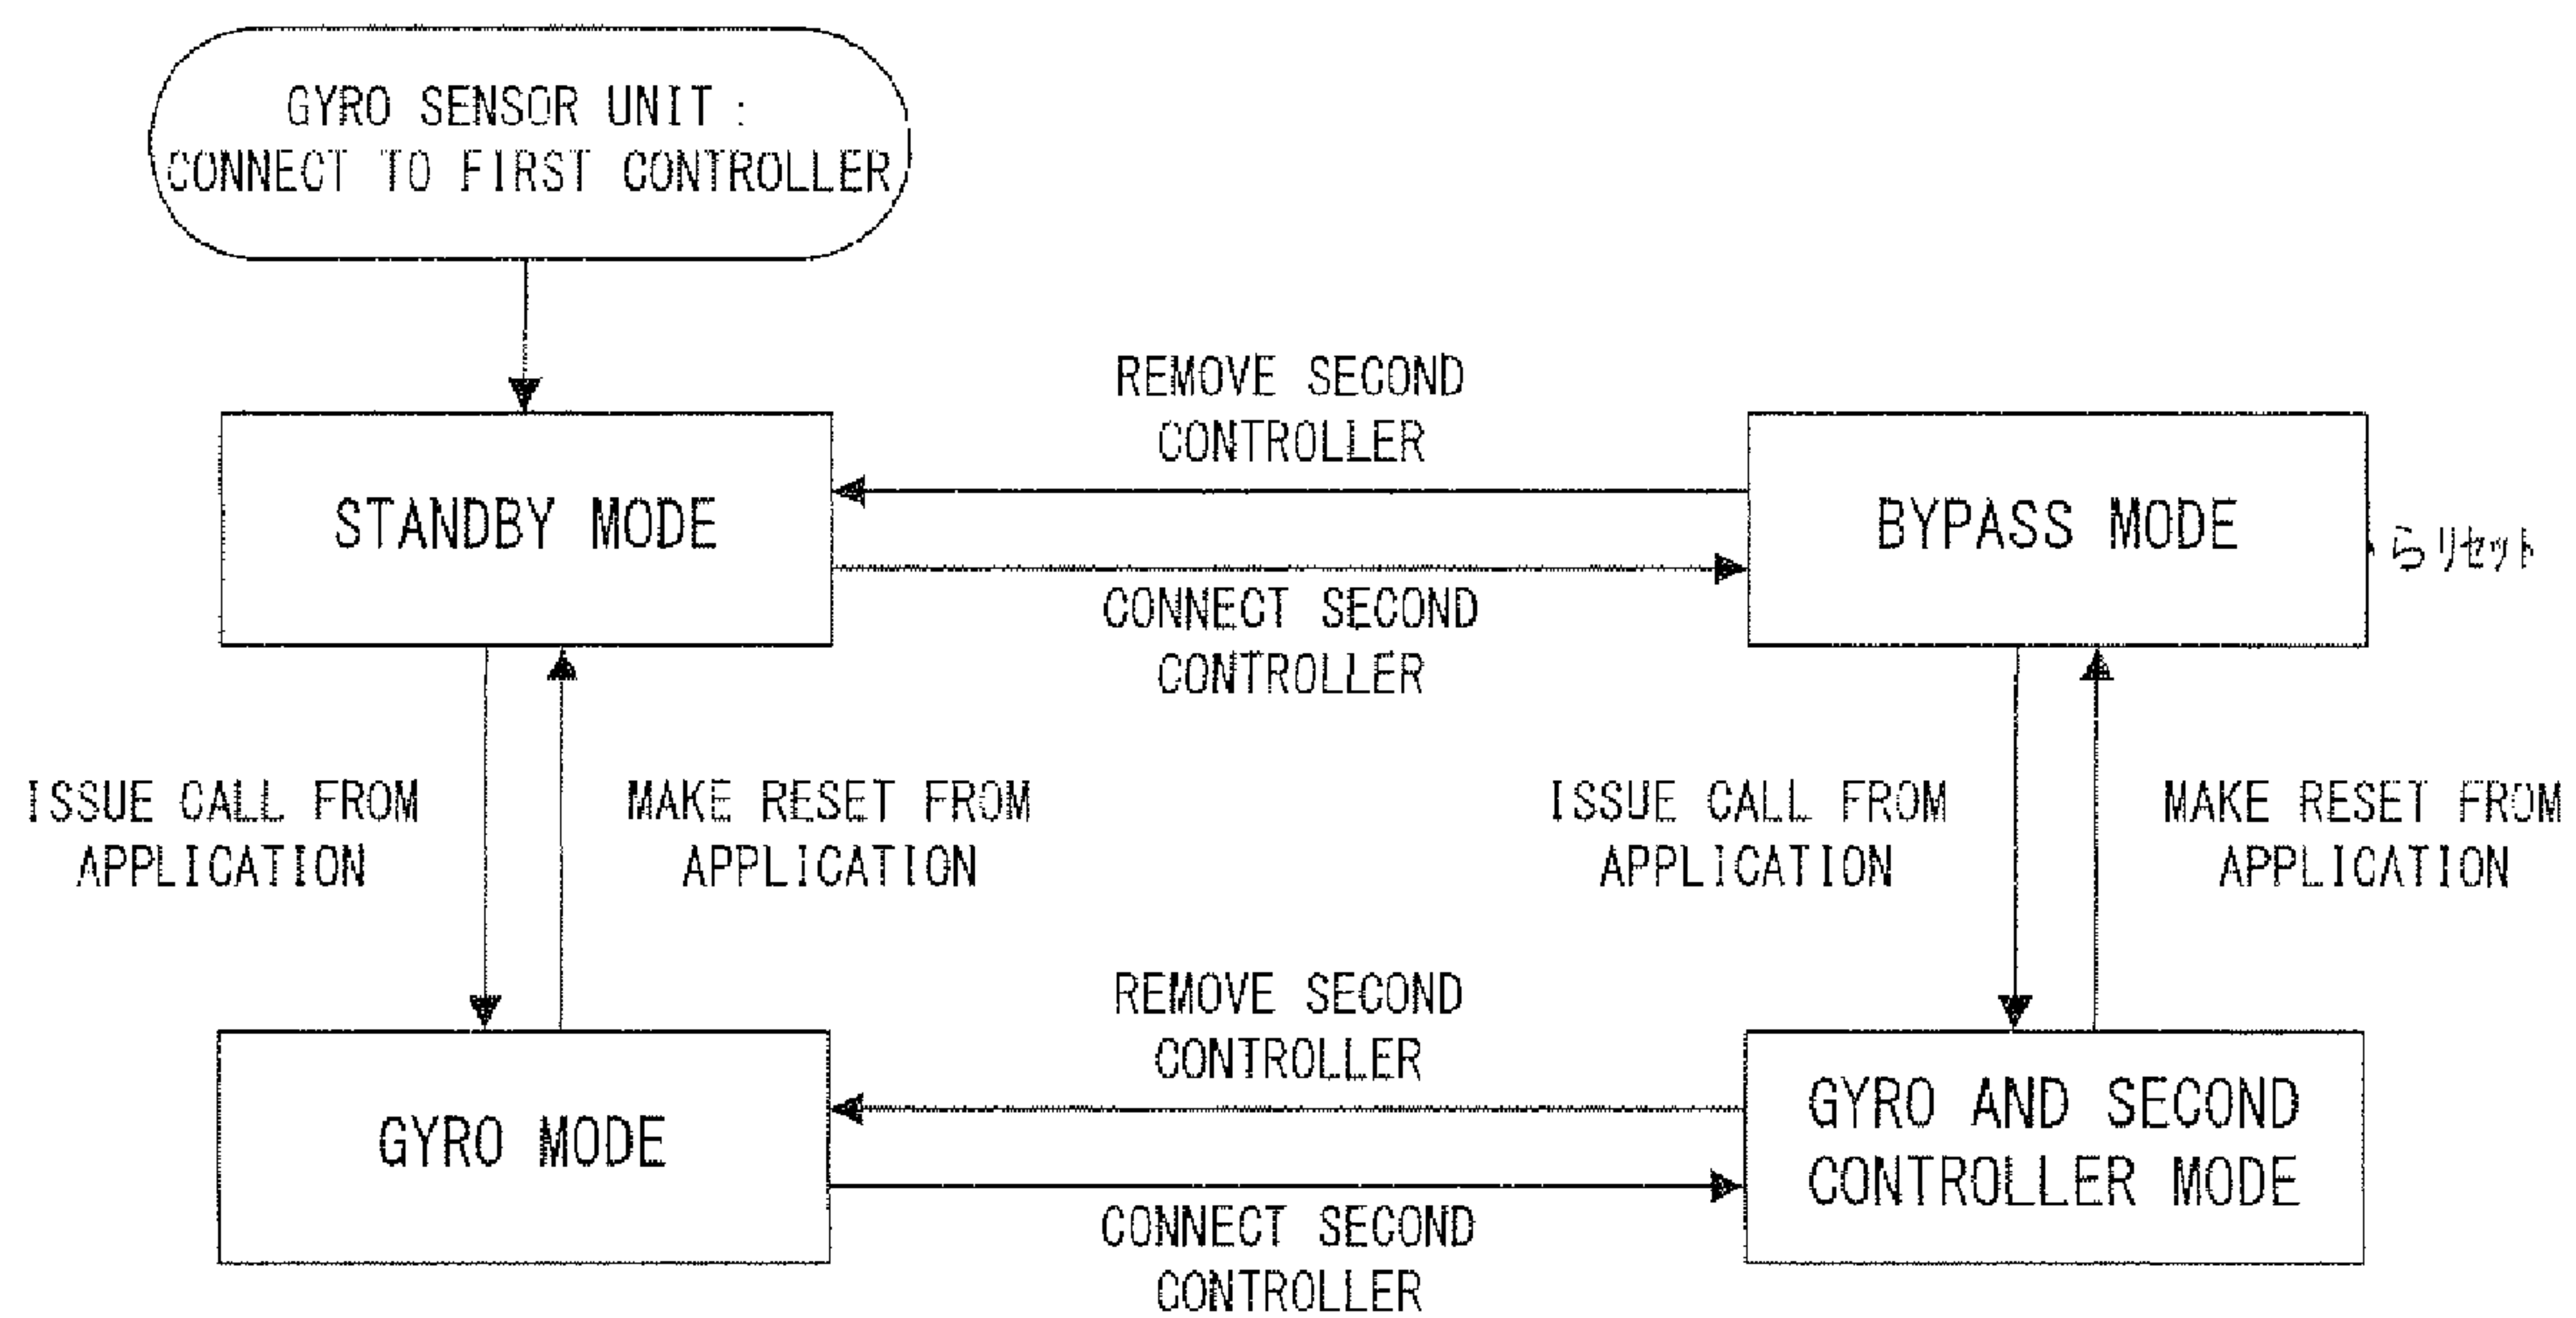 GYRO SENSOR UNIT :
CONNECT TO FIRST CONTROLLER
REMOVE SECOND
CONTROLLER
STANDBY MODE
BYPASS MODE
らリセット
CONNECT SECOND
CONTROLLER
ISSUE CALL FROM
APPLICATION
MAKE RESET FROM
APPLICATION
ISSUE CALL FROM
APPLICATION
MAKE RESET FROM
APPLICATION
REMOVE SECOND
CONTROLLER
GYRO MODE
GYRO AND SECOND
CONTROLLER MODE
CONNECT SECOND
CONTROLLER